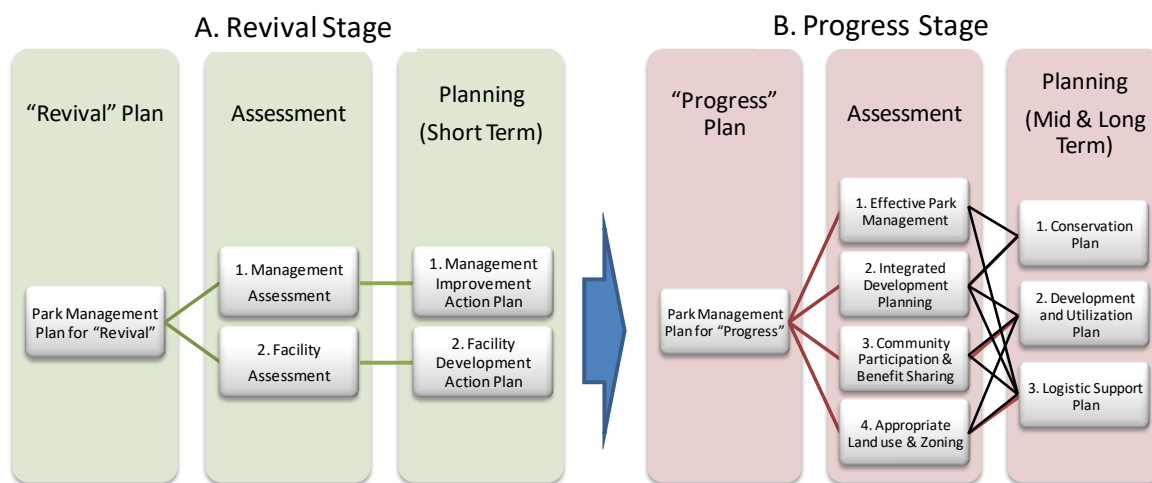 A. Revival Stage
"Revival" Plan
Assessment
Planning
(Short Term)
Park Management
Plan for "Revival"
1. Management
Assessment
2. Facility
Assessment
1. Management
Improvement
Action Plan
2. Facility
Development
Action Plan
B. Progress Stage
"Progress"
Plan
Assessment
Planning
(Mid & Long
Term)
Park Management
Plan for "Progress"
1. Effective Park
Management
2. Integrated
Development
Planning
3. Community
Participation &
Benefit Sharing
4. Appropriate
Land use & Zoning
1. Conservation
Plan
2. Development
and Utilization
Plan
3. Logistic Support
Plan